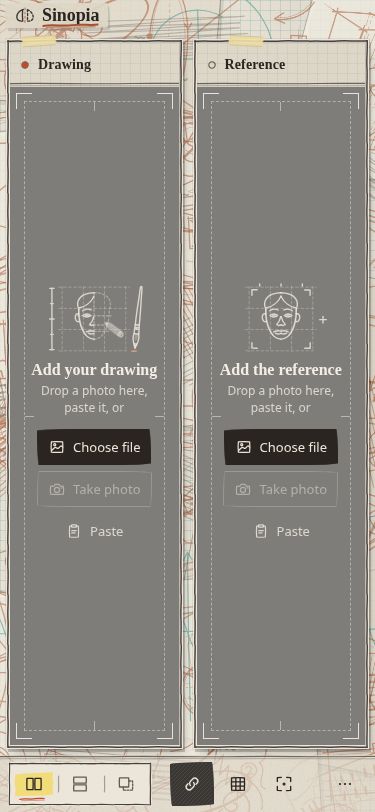 Sinopia
Drawing
Reference
Add your drawing
Drop a photo here,
paste it, or
Choose file
Take photo
Paste
Add the reference
Drop a photo here,
paste it, or
Choose file
Take photo
Paste